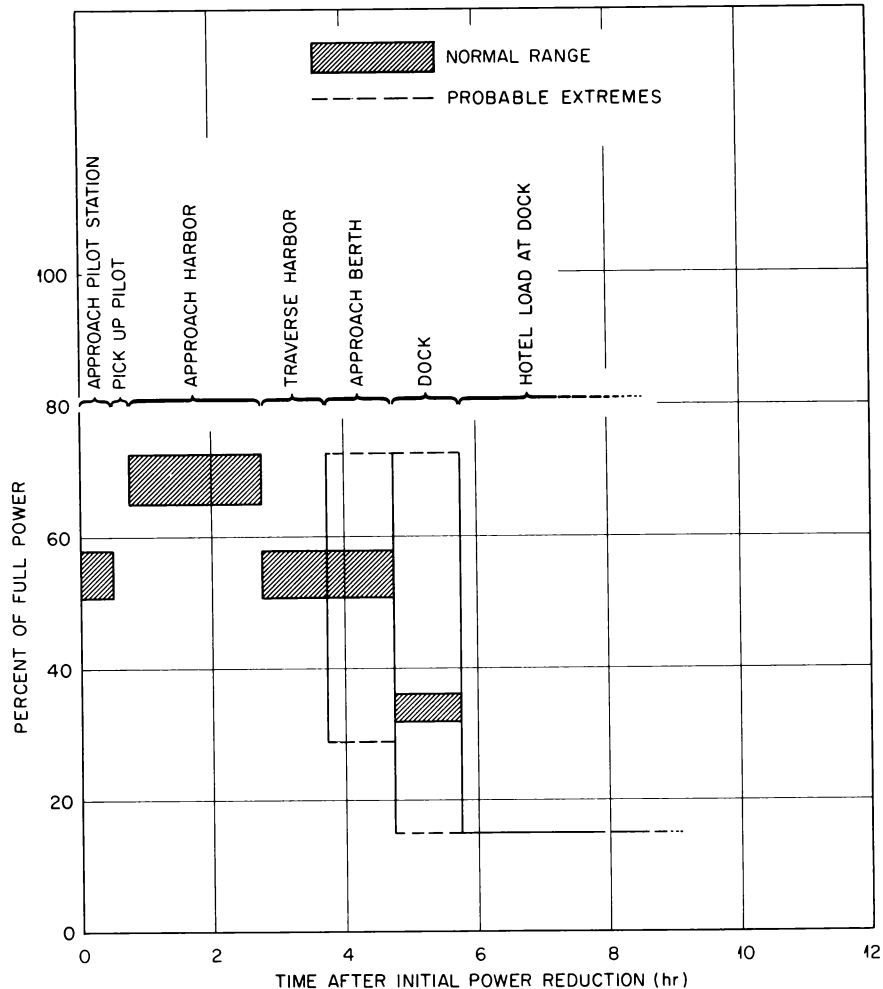 NORMAL RANGE
PROBABLE EXTREMES
APPROACH PILOT STATION
PICK UP PILOT
APPROACH HARBOR
TRAVERSE HARBOR
APPROACH BERTH
DOCK
HOTEL LOAD AT DOCK
100
80
60
40
20
0
PERCENT OF FULL POWER
0 2 4 6 8 10 12
TIME AFTER INITIAL POWER REDUCTION (hr)